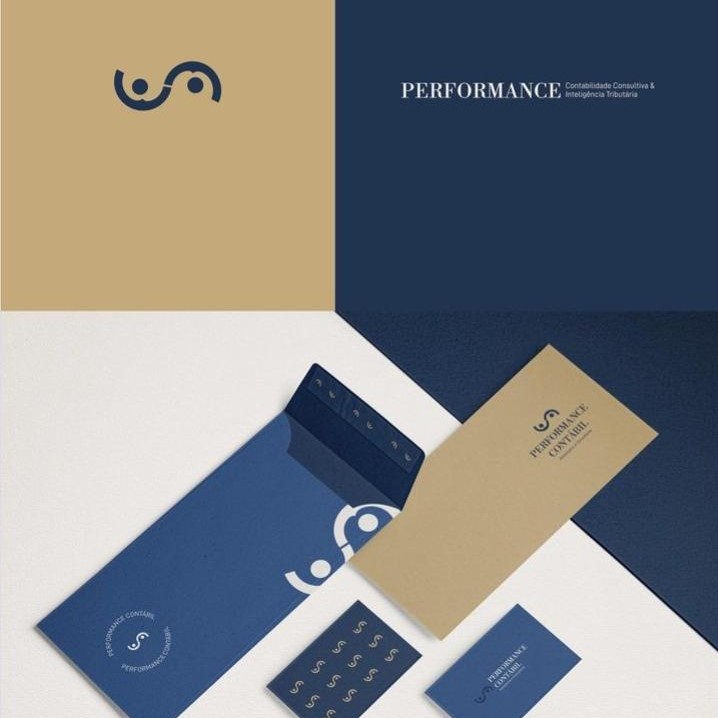 PERFORMANCE
Contabilidade Consultiva &
Inteligência Tributária
PERFORMANCE
CONTÁBIL
PERFORMANCE CONTÁBIL
PERFORMANCE CONTÁBIL
PERFORMANCE
CONTÁBIL